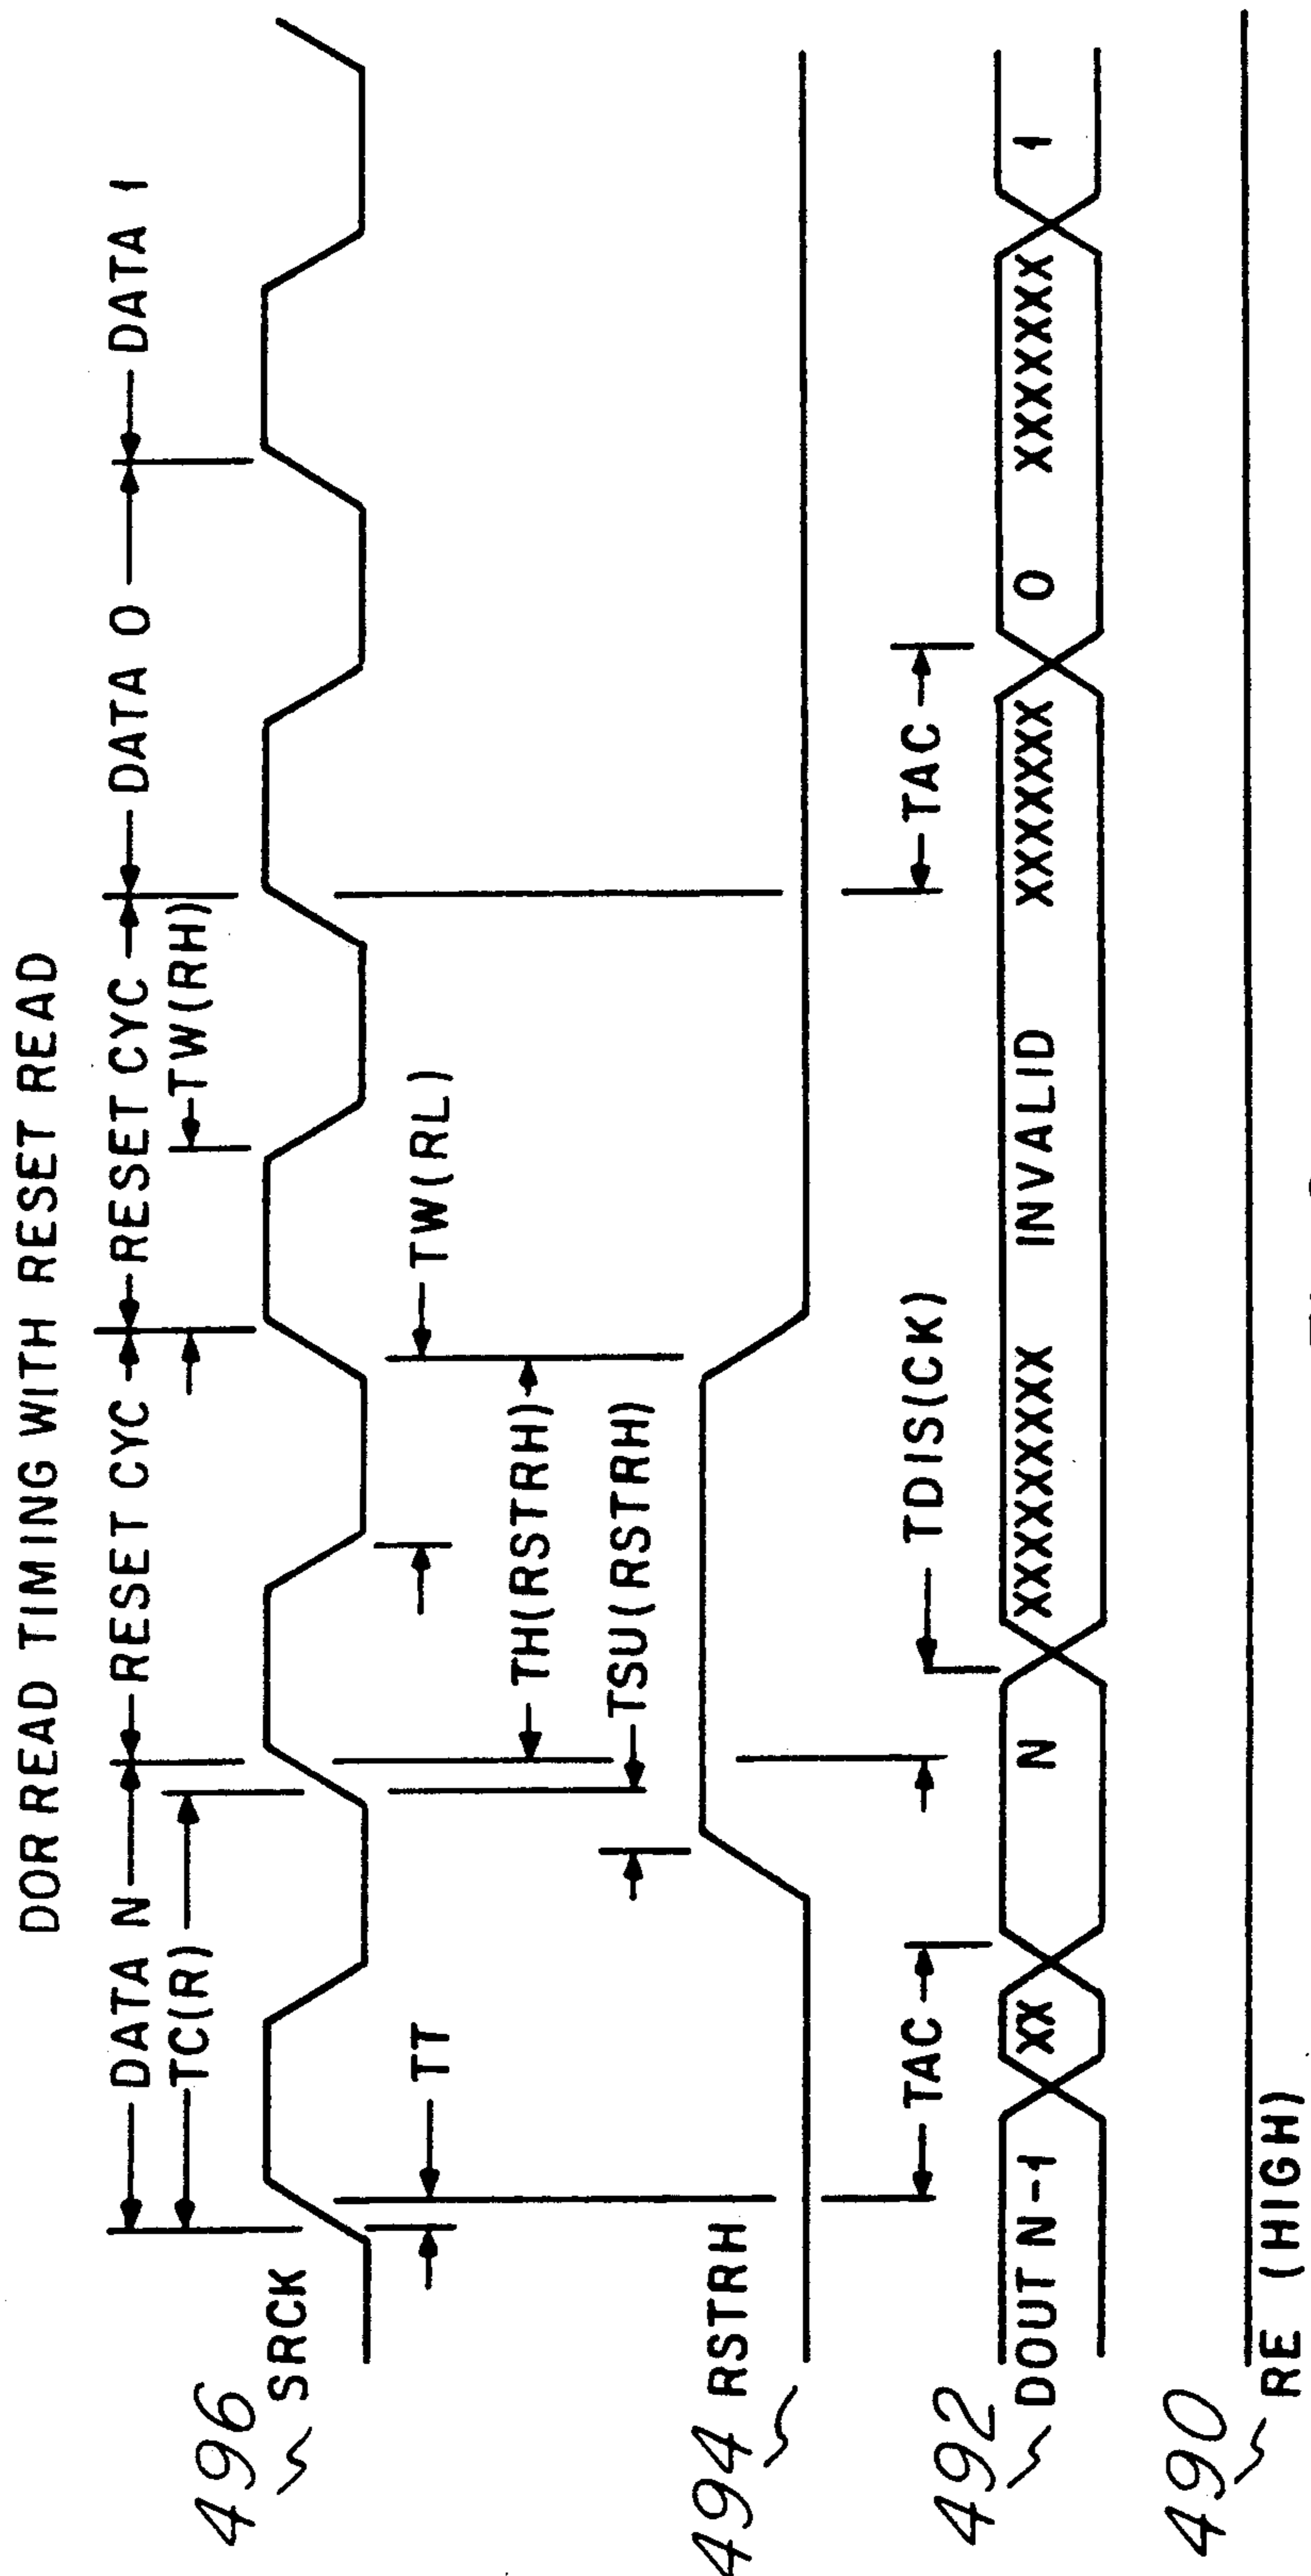 DOR READ TIMING WITH RESET READ
DATA N RESET CYC RESET CYC DATA 0 DATA 1
TC(R) TW(RH)
496 SRCK
TT TW(RL)
TH(RSTRH)
TSU(RSTRH)
494 RSTRH
TAC TDIS(CK) TAC
492 DOUT N-1 XX N XXXXXXXX INVALID XXXXXXX 0 XXXXXXX 1
490 RE (HIGH)